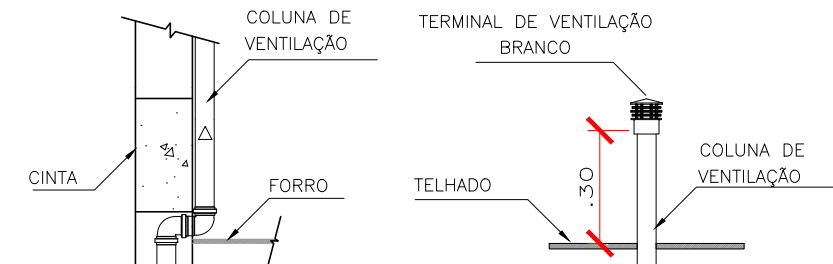 COLUNA DE
VENTILAÇÃO
CINTA
FORRO
TERMINAL DE VENTILAÇÃO
BRANCO
.30
TELHADO
COLUNA DE
VENTILAÇÃO